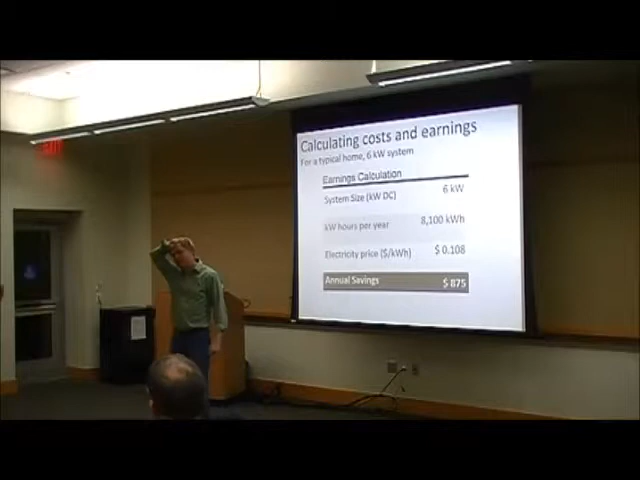 EXIT
Calculating costs and earnings
For a typical home, 6 kW system
Earnings Calculation
System Size (kW DC) 6 kW
kW hours per year 8,100 kWh
Electricity price ($/kWh) $ 0.108
Annual Savings $ 875